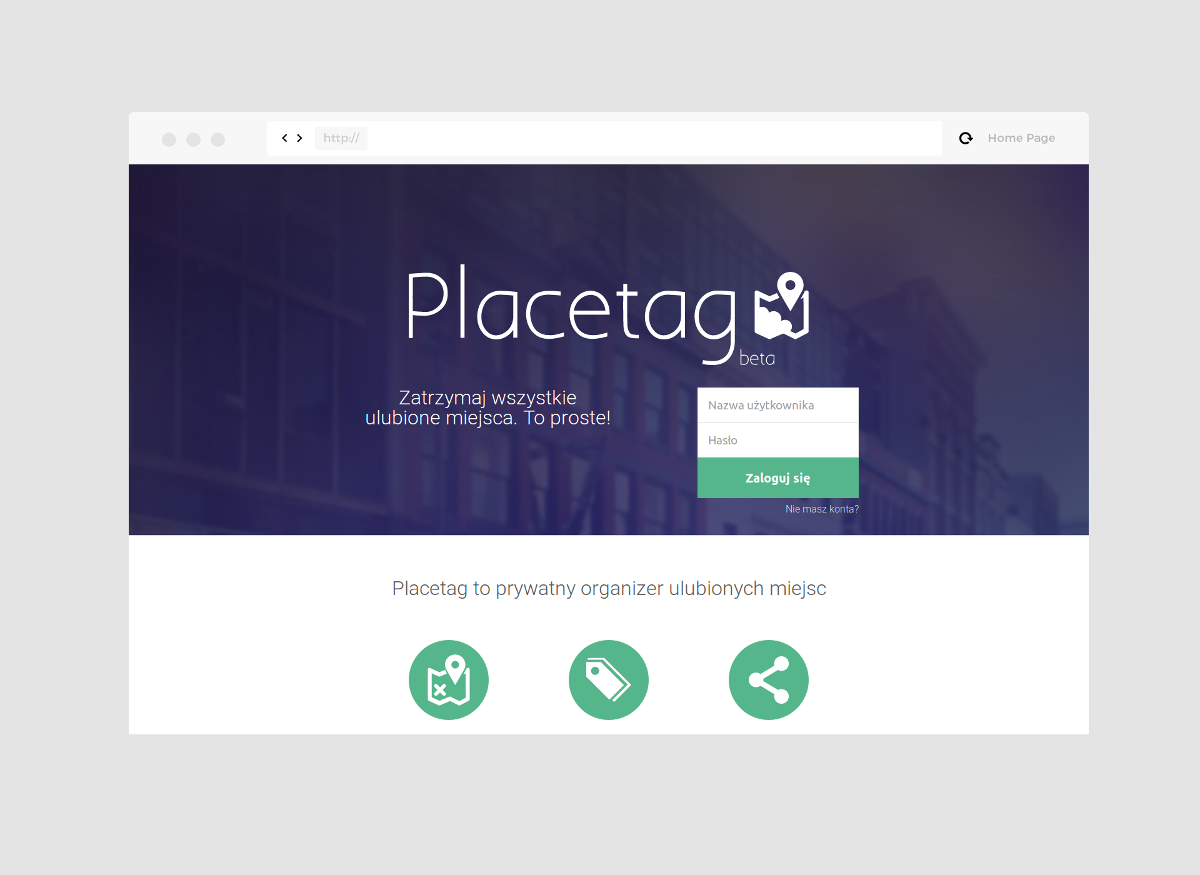 http://
Home Page
Placetag
beta
Zatrzymaj wszystkie
ulubione miejsca. To proste!
Nazwa użytkownika
Hasło
Zaloguj się
Nie masz konta?
Placetag to prywatny organizer ulubionych miejsc